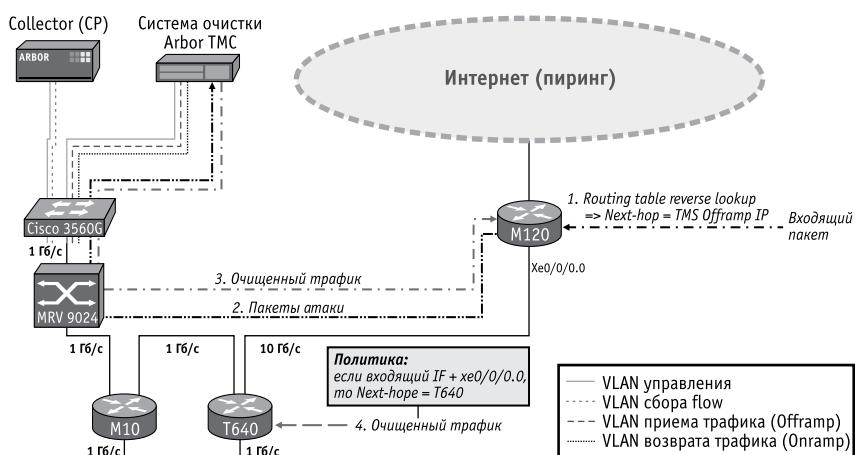 Collector (CP)
Система очистки
Arbor TMC
ARBOR
Интернет (пиринг)
1. Routing table reverse lookup
=> Next-hop = TMS Offramp IP
Входящий
пакет
Cisco 3560G
M120
1 Гб/с
Xe0/0/0.0
3. Очищенный трафик
2. Пакеты атаки
MRV 9024
1 Гб/с
1 Гб/с
10 Гб/с
Политика:
если входящий IF + xe0/0/0.0,
то Next-hope = T640
M10
T640
4. Очищенный трафик
1 Гб/с
1 Гб/с
VLAN управления
VLAN сбора flow
VLAN приема трафика (Offramp)
VLAN возврата трафика (Onramp)